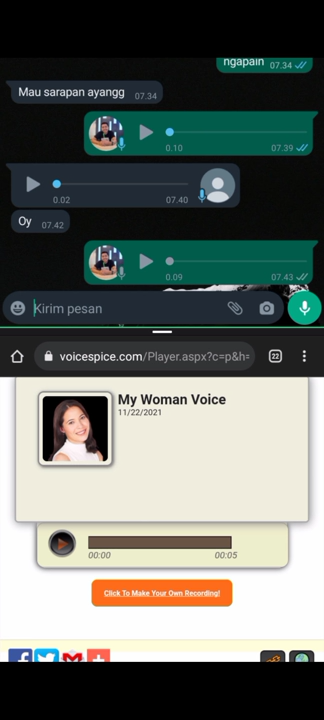 ngapain 07.34
Mau sarapan ayangg 07.34
0.10 07.39
0.02 07.40
Oy 07.42
0.09 07.43
Kirim pesan
voicespice.com/Player.aspx?c=p&h=
22
My Woman Voice
11/22/2021
00:00 00:05
Click To Make Your Own Recording!